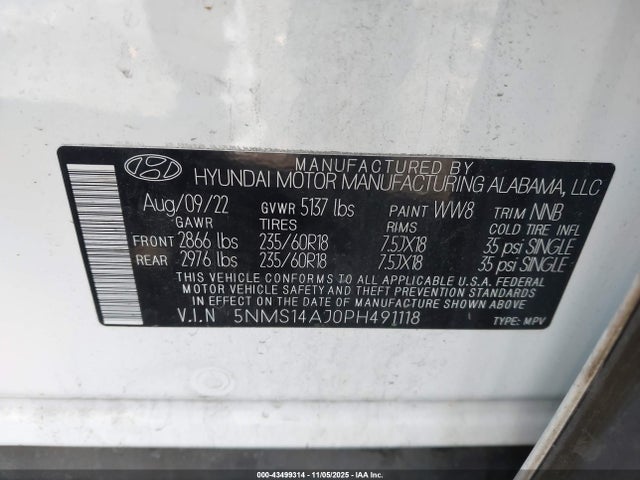 MANUFACTURED BY
HYUNDAI MOTOR MANUFACTURING ALABAMA, LLC
Aug/09/22 GVWR 5137 lbs PAINT WW8 TRIM NNB
GAWR TIRES RIMS COLD TIRE INFL
FRONT 2866 lbs 235/60R18 7.5JX18 35 psi SINGLE
REAR 2976 lbs 235/60R18 7.5JX18 35 psi SINGLE
THIS VEHICLE CONFORMS TO ALL APPLICABLE U.S.A. FEDERAL
MOTOR VEHICLE SAFETY AND THEFT PREVENTION STANDARDS
IN EFFECT ON THE DATE OF MANUFACTURE SHOWN ABOVE
V.I.N 5NMS14AJ0PH491118 TYPE: MPV
000-43499314 - 11/05/2025 - IAA Inc.